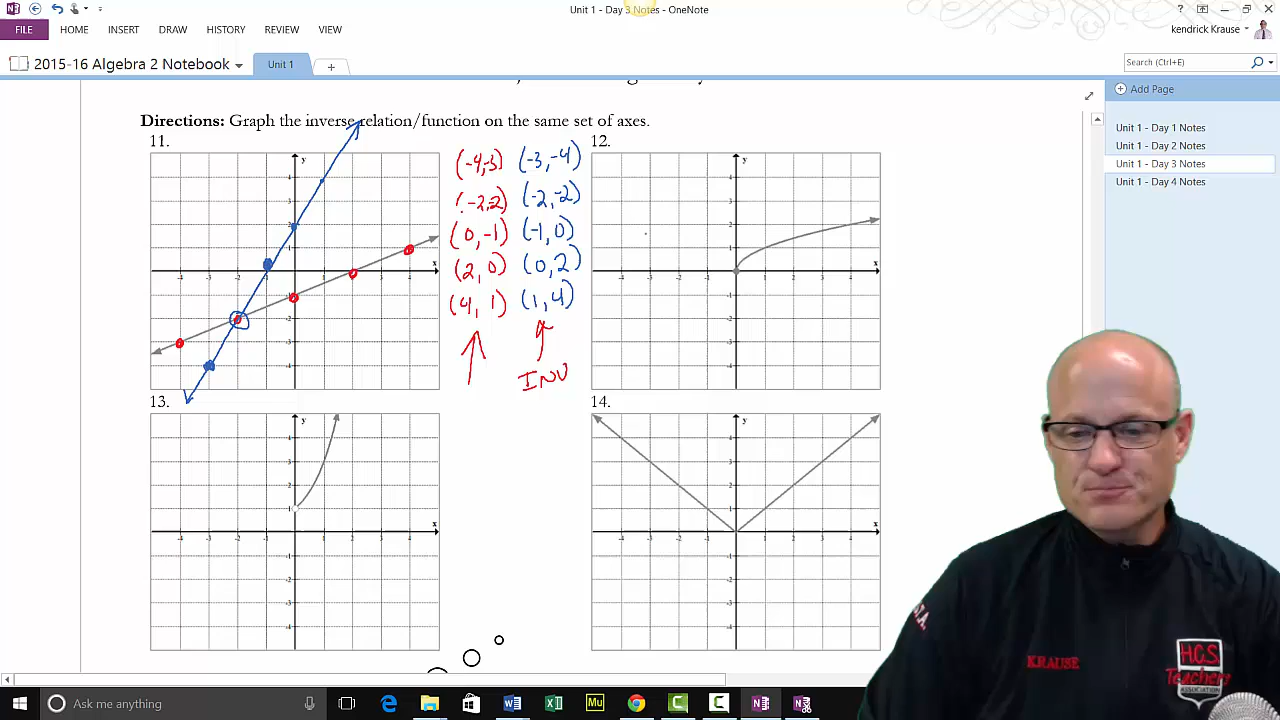 Unit 1 - Day 3 Notes - OneNote
FILE HOME INSERT DRAW HISTORY REVIEW VIEW
kendrick Krause
2015-16 Algebra 2 Notebook
Unit 1
Search (Ctrl+E)
Add Page
Unit 1 - Day 1 Notes
Unit 1 - Day 2 Notes
Unit 1 - Day 3 Notes
Unit 1 - Day 4 Notes
Directions: Graph the inverse relation/function on the same set of axes.
11.
(-4,-3) (-3,-4)
(-2,-2) (-2,-2)
(0,-1) (-1,0)
(2,0) (0,2)
(4,1) (1,4)
INV
12.
13.
14.
KRAUSE
H.C.S.
Teachers
ASSOCIATION
Ask me anything